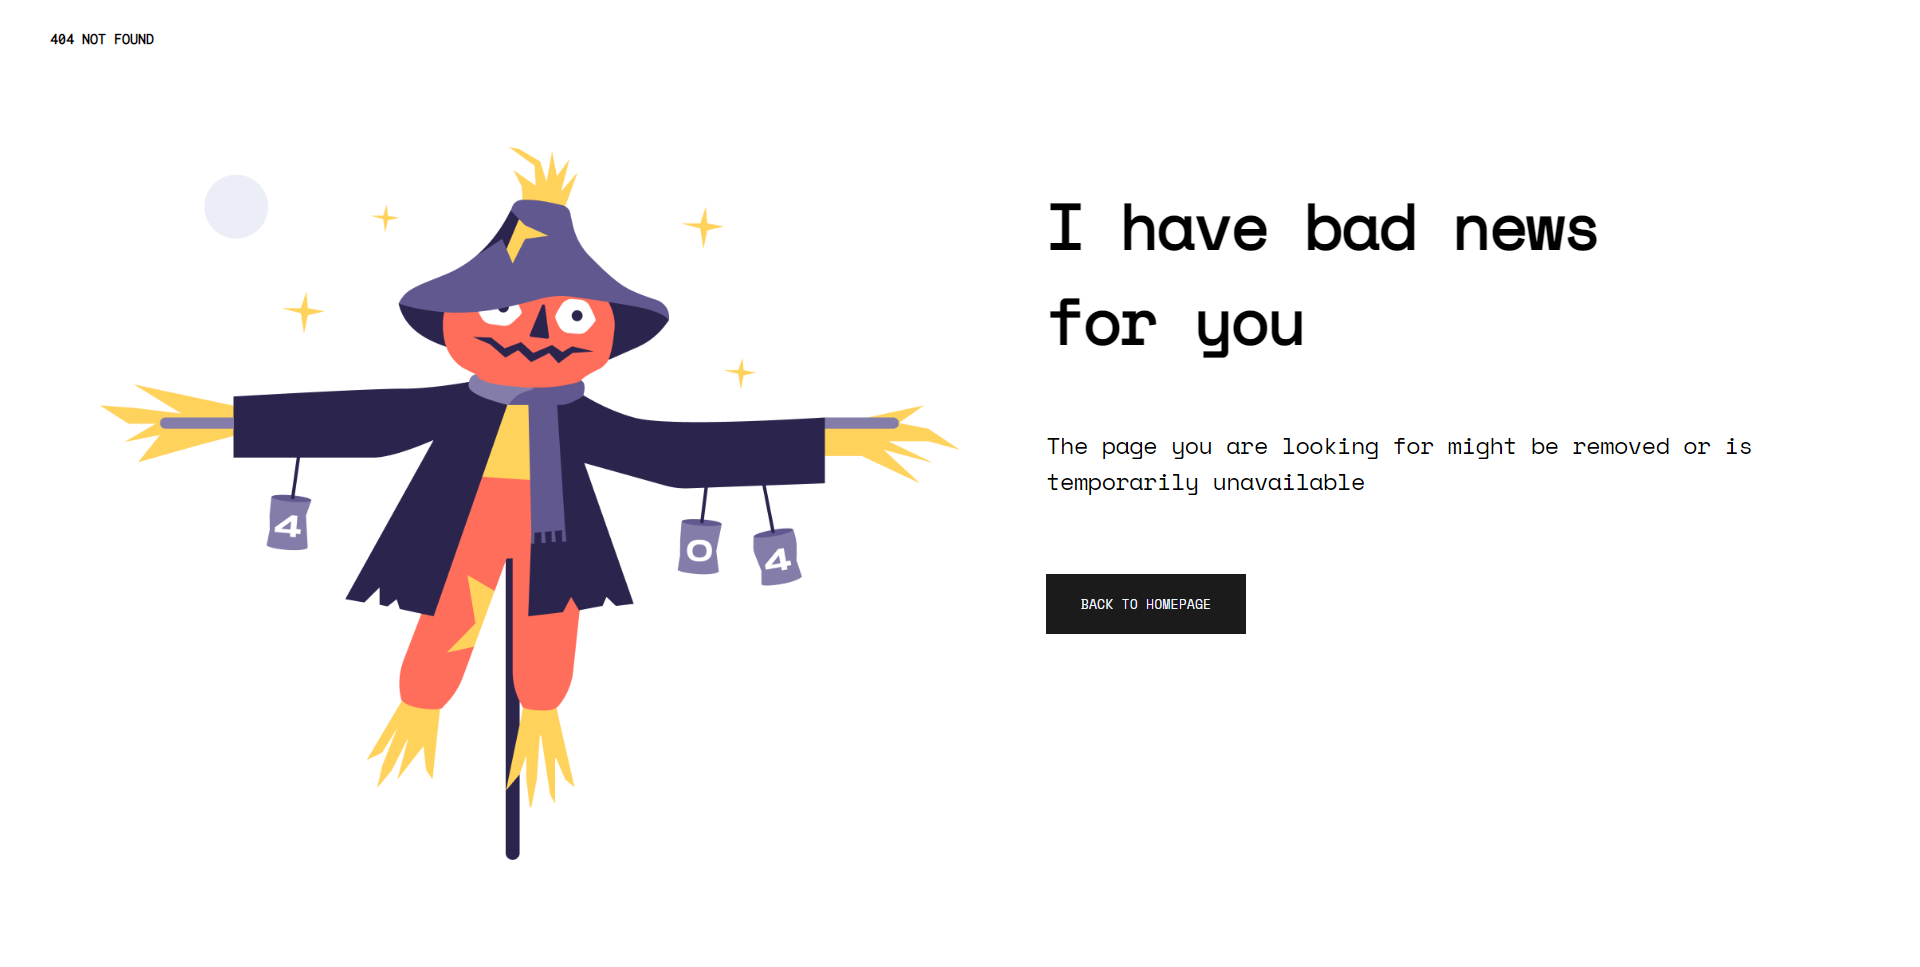 404 NOT FOUND
I have bad news
for you
The page you are looking for might be removed or is
temporarily unavailable
BACK TO HOMEPAGE
4
0
4